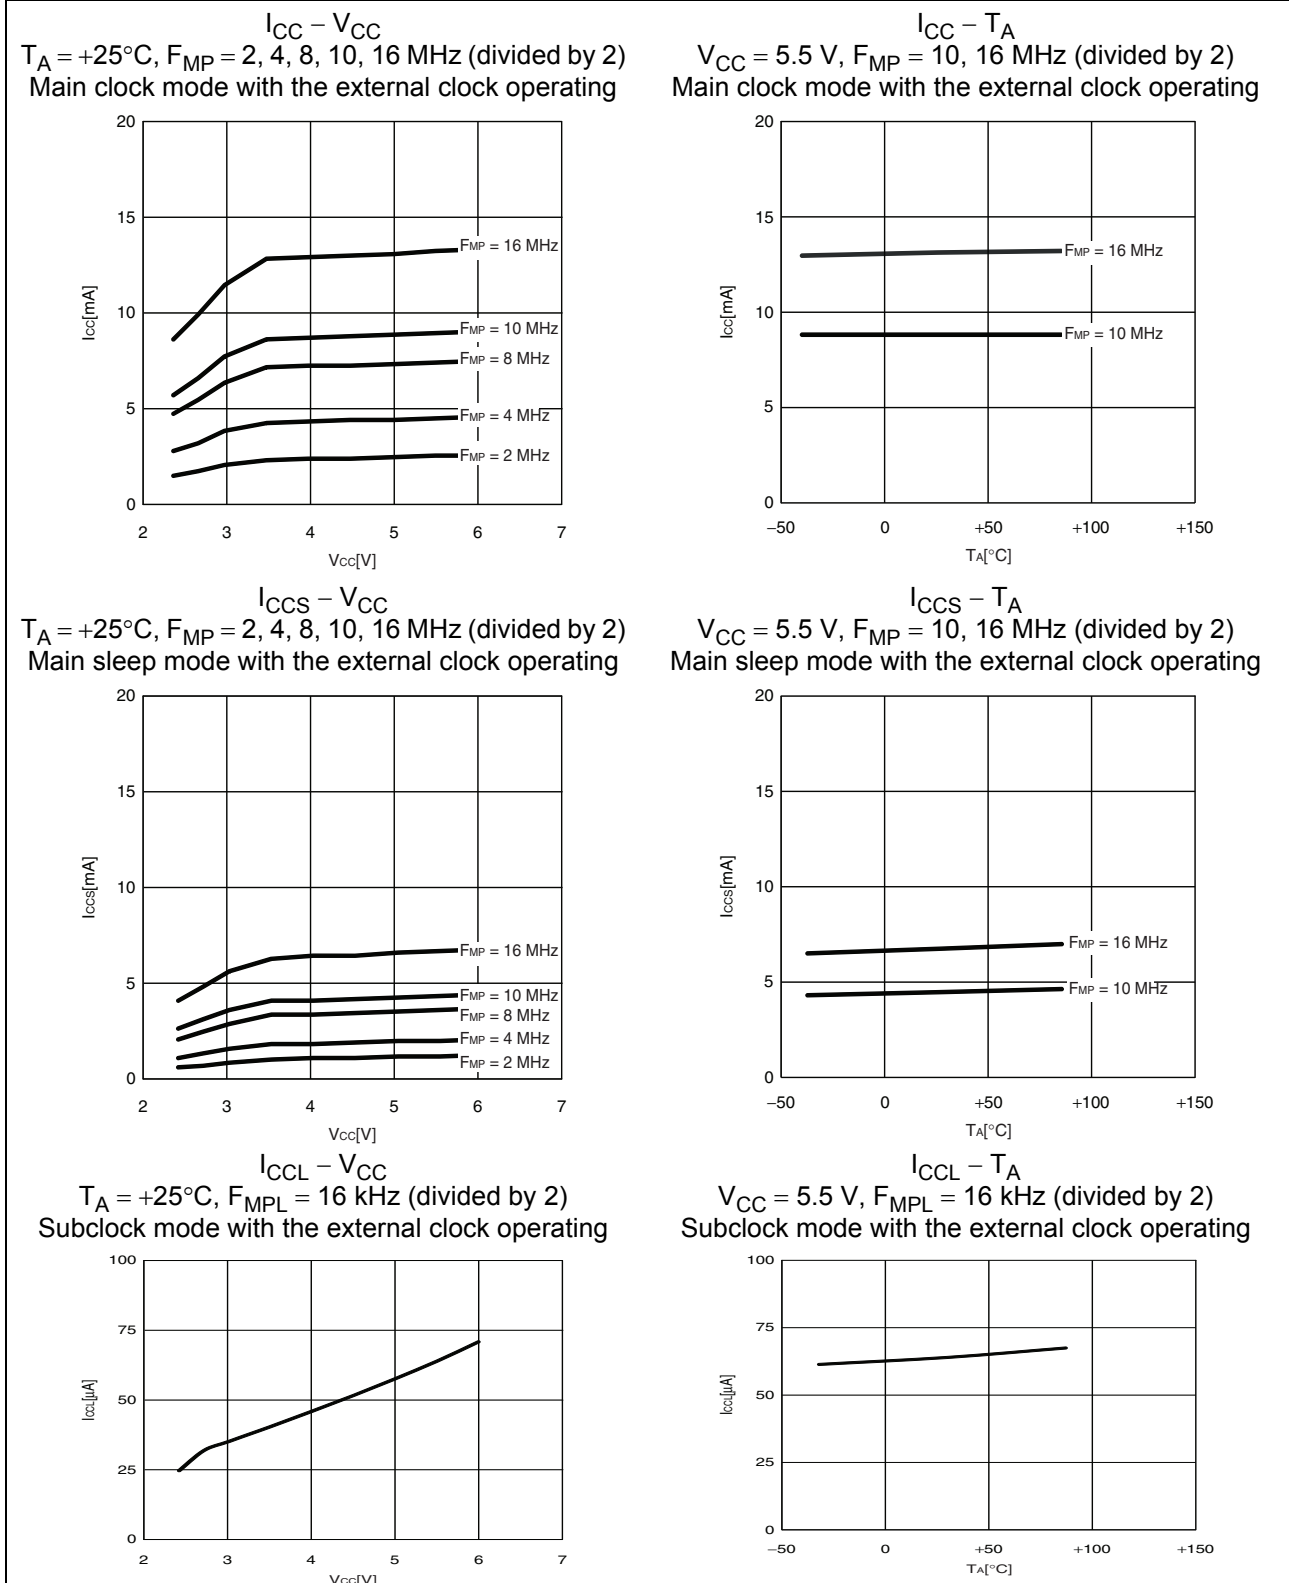 ICC − VCC
TA = +25°C, FMP = 2, 4, 8, 10, 16 MHz (divided by 2)
Main clock mode with the external clock operating
20
15
10
5
0
ICC[mA]
FMP = 16 MHz
FMP = 10 MHz
FMP = 8 MHz
FMP = 4 MHz
FMP = 2 MHz
2 3 4 5 6 7
VCC[V]
ICC − TA
VCC = 5.5 V, FMP = 10, 16 MHz (divided by 2)
Main clock mode with the external clock operating
20
15
10
5
0
ICC[mA]
FMP = 16 MHz
FMP = 10 MHz
−50 0 +50 +100 +150
TA[°C]
ICCS − VCC
TA = +25°C, FMP = 2, 4, 8, 10, 16 MHz (divided by 2)
Main sleep mode with the external clock operating
20
15
10
5
0
ICCS[mA]
FMP = 16 MHz
FMP = 10 MHz
FMP = 8 MHz
FMP = 4 MHz
FMP = 2 MHz
2 3 4 5 6 7
VCC[V]
ICCS − TA
VCC = 5.5 V, FMP = 10, 16 MHz (divided by 2)
Main sleep mode with the external clock operating
20
15
10
5
0
ICCS[mA]
FMP = 16 MHz
FMP = 10 MHz
−50 0 +50 +100 +150
TA[°C]
ICCL − VCC
TA = +25°C, FMPL = 16 kHz (divided by 2)
Subclock mode with the external clock operating
100
75
50
25
0
ICCL[µA]
2 3 4 5 6 7
VCC[V]
ICCL − TA
VCC = 5.5 V, FMPL = 16 kHz (divided by 2)
Subclock mode with the external clock operating
100
75
50
25
0
ICCL[µA]
−50 0 +50 +100 +150
TA[°C]